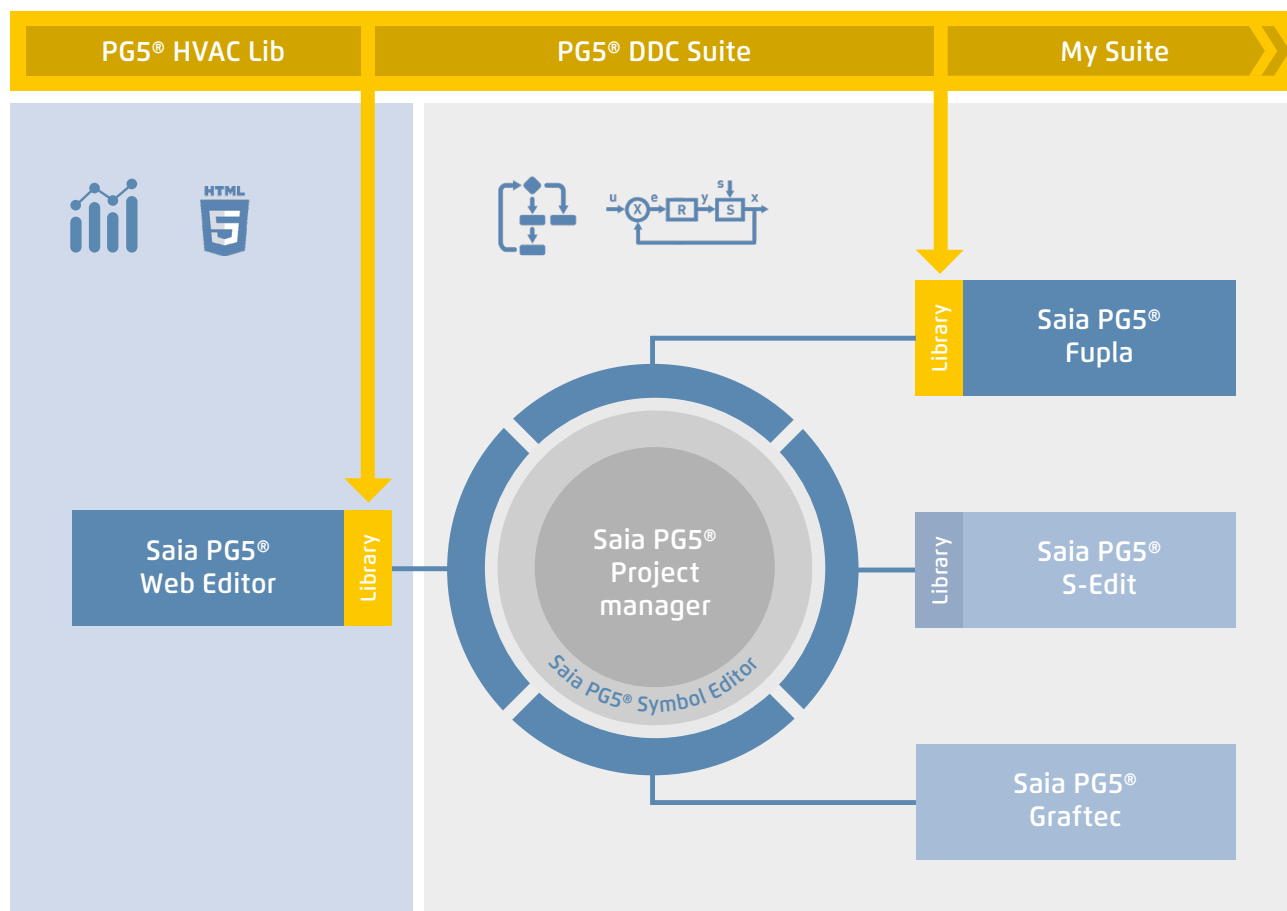 PG5® HVAC Lib
PG5® DDC Suite
My Suite
HTML
5
u
e
y
s
x
X
R
S
Library
Saia PG5®
Fupla
Saia PG5®
Web Editor
Library
Saia PG5®
Project
manager
Saia PG5® Symbol Editor
Library
Saia PG5®
S-Edit
Saia PG5®
Graftec